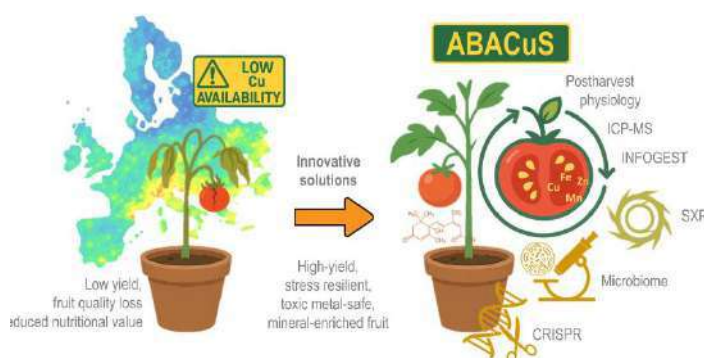 LOW
Cu
AVAILABILITY
Low yield,
fruit quality loss
educed nutritional value
Innovative
solutions
High-yield,
stress resilient,
toxic metal-safe,
mineral-enriched fruit
ABACuS
Postharvest
physiology
ICP-MS
INFOGEST
Fe
Zn
Cu
Mn
SXRF
Microbiome
CRISPR